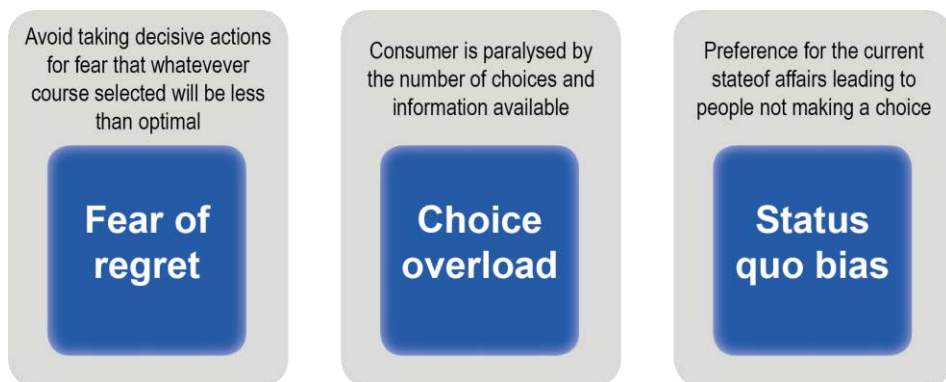 Avoid taking decisive actions
for fear that whatevever
course selected will be less
than optimal
Fear of
regret
Consumer is paralysed by
the number of choices and
information available
Choice
overload
Preference for the current
stateof affairs leading to
people not making a choice
Status
quo bias